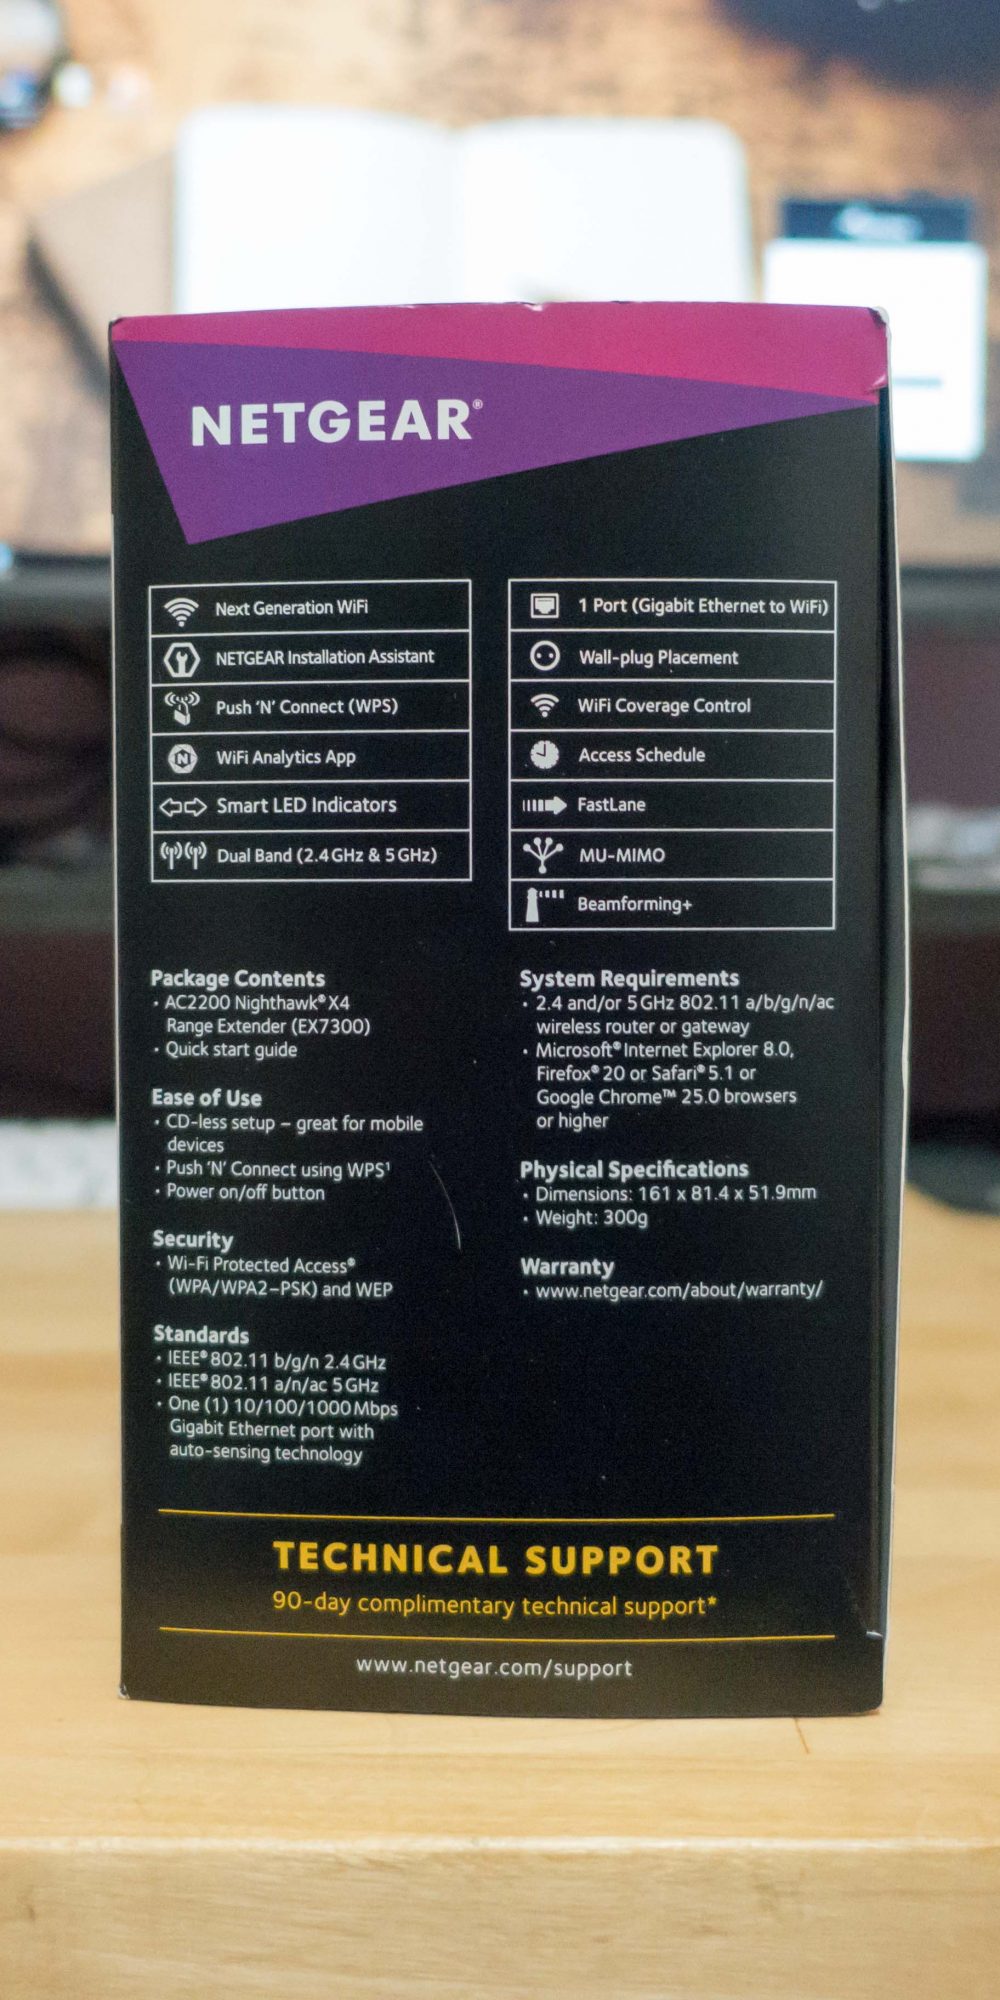 NETGEAR®
Next Generation WiFi
NETGEAR Installation Assistant
Push 'N' Connect (WPS)
WiFi Analytics App
Smart LED Indicators
Dual Band (2.4GHz & 5GHz)
1 Port (Gigabit Ethernet to WiFi)
Wall-plug Placement
WiFi Coverage Control
Access Schedule
FastLane
MU-MIMO
Beamforming+
Package Contents
• AC2200 Nighthawk® X4
Range Extender (EX7300)
• Quick start guide
Ease of Use
• CD-less setup – great for mobile
devices
• Push 'N' Connect using WPS¹
• Power on/off button
Security
• Wi-Fi Protected Access®
(WPA/WPA2–PSK) and WEP
Standards
• IEEE® 802.11 b/g/n 2.4GHz
• IEEE® 802.11 a/n/ac 5GHz
• One (1) 10/100/1000Mbps
Gigabit Ethernet port with
auto-sensing technology
System Requirements
• 2.4 and/or 5GHz 802.11 a/b/g/n/ac
wireless router or gateway
• Microsoft® Internet Explorer 8.0,
Firefox® 20 or Safari® 5.1 or
Google Chrome™ 25.0 browsers
or higher
Physical Specifications
• Dimensions: 161 x 81.4 x 51.9mm
• Weight: 300g
Warranty
• www.netgear.com/about/warranty/
TECHNICAL SUPPORT
90-day complimentary technical support*
www.netgear.com/support